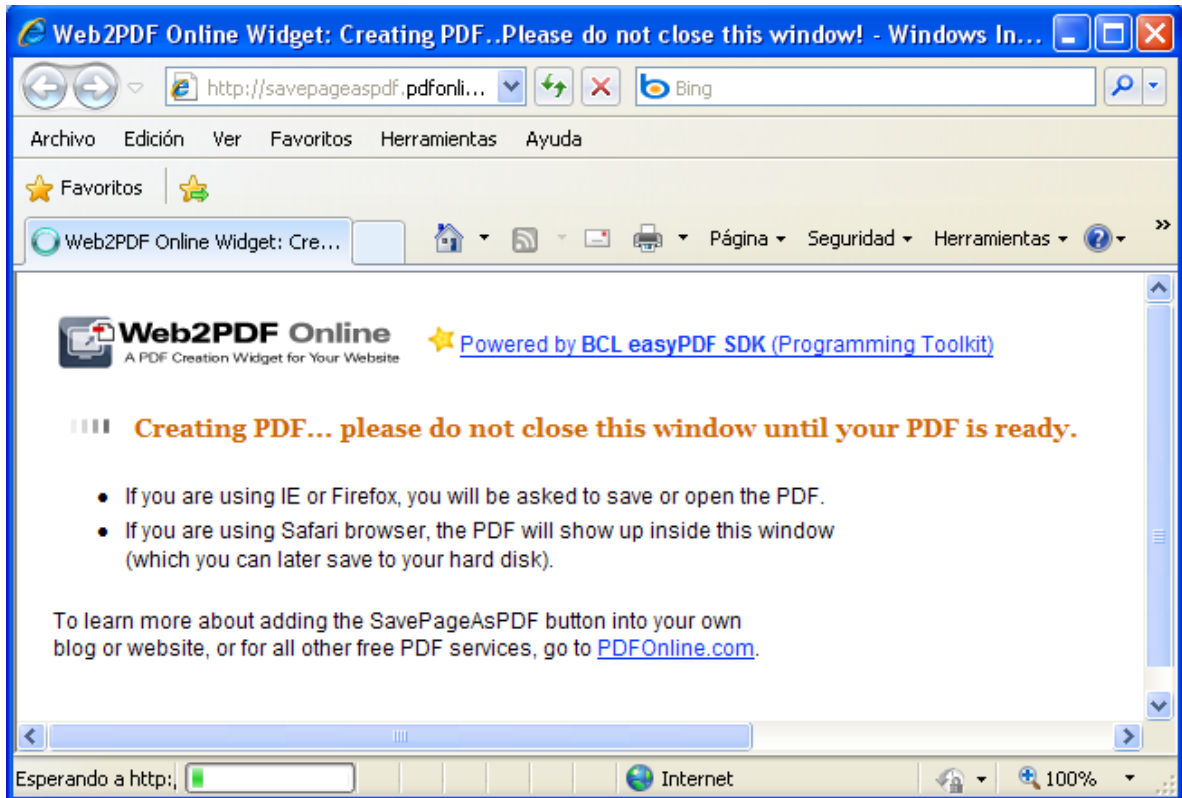 Web2PDF Online Widget: Creating PDF..Please do not close this window! - Windows In...
http://savepageaspdf.pdfonli... Bing
Archivo Edición Ver Favoritos Herramientas Ayuda
Favoritos
Web2PDF Online Widget: Cre... Página Seguridad Herramientas »
Web2PDF Online
A PDF Creation Widget for Your Website
Powered by BCL easyPDF SDK (Programming Toolkit)
Creating PDF... please do not close this window until your PDF is ready.
• If you are using IE or Firefox, you will be asked to save or open the PDF.
• If you are using Safari browser, the PDF will show up inside this window
(which you can later save to your hard disk).
To learn more about adding the SavePageAsPDF button into your own
blog or website, or for all other free PDF services, go to PDFOnline.com.
Esperando a http:, Internet 100%